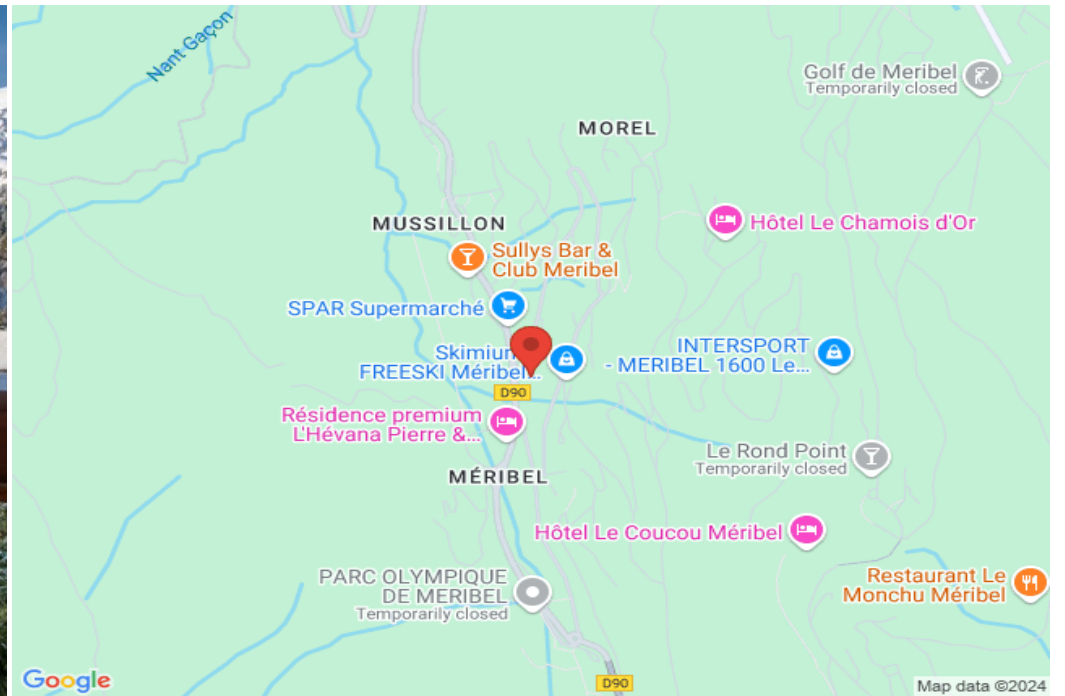 Nant Gaçon
Golf de Meribel
Temporarily closed
MOREL
MUSSILLON
Hôtel Le Chamois d'Or
Sullys Bar &
Club Meribel
SPAR Supermarché
Skimium
FREESKI Méribel...
INTERSPORT
- MERIBEL 1600 Le...
D90
Résidence premium
L'Hévana Pierre &...
Le Rond Point
Temporarily closed
MÉRIBEL
Hôtel Le Coucou Méribel
PARC OLYMPIQUE
DE MERIBEL
Temporarily closed
Restaurant Le
Monchu Méribel
Google
D90
Map data ©2024